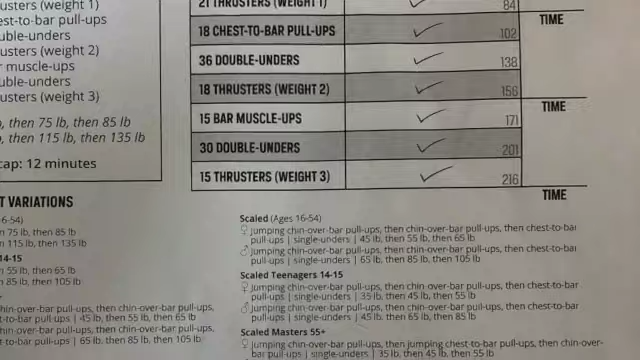 usters (weight 1)
est-to-bar pull-ups
uble-unders
usters (weight 2)
r muscle-ups
uble-unders
usters (weight 3)
, then 75 lb, then 85 lb
, then 115 lb, then 135 lb
cap: 12 minutes
21 THRUSTERS (WEIGHT 1) 84
TIME
18 CHEST-TO-BAR PULL-UPS 102
36 DOUBLE-UNDERS 138
18 THRUSTERS (WEIGHT 2) 156
TIME
15 BAR MUSCLE-UPS 171
30 DOUBLE-UNDERS 201
15 THRUSTERS (WEIGHT 3) 216
TIME
T VARIATIONS
6-54)
n 75 lb, then 85 lb
n 115 lb, then 135 lb
14-15
n 55 lb, then 65 lb
n 85 lb, then 105 lb
hin-over-bar pull-ups, then chin-over-bar pull-ups,
t-to-bar pull-ups | 45 lb, then 55 lb, then 65 lb
hin-over-bar pull-ups, then chin-over-bar pull-ups,
t-to-bar pull-ups | 65 lb, then 85 lb, then 105 lb
Scaled (Ages 16-54)
♀ Jumping chin-over-bar pull-ups, then chin-over-bar pull-ups, then chest-to-bar
pull-ups | single-unders | 45 lb, then 55 lb, then 65 lb
♂ Jumping chin-over-bar pull-ups, then chin-over-bar pull-ups, then chest-to-bar
pull-ups | single-unders | 65 lb, then 85 lb, then 105 lb
Scaled Teenagers 14-15
♀ Jumping chin-over-bar pull-ups, then chin-over-bar pull-ups, then chest-to-bar
pull-ups | single-unders | 35 lb, then 45 lb, then 55 lb
♂ Jumping chin-over-bar pull-ups, then chin-over-bar pull-ups, then chest-to-bar
pull-ups | single-unders | 45 lb, then 65 lb, then 85 lb
Scaled Masters 55+
♀ Jumping chin-over-bar pull-ups, then jumping chest-to-bar pull-ups, then chin-over-
bar pull-ups | single-unders | 35 lb, then 45 lb, then 55 lb